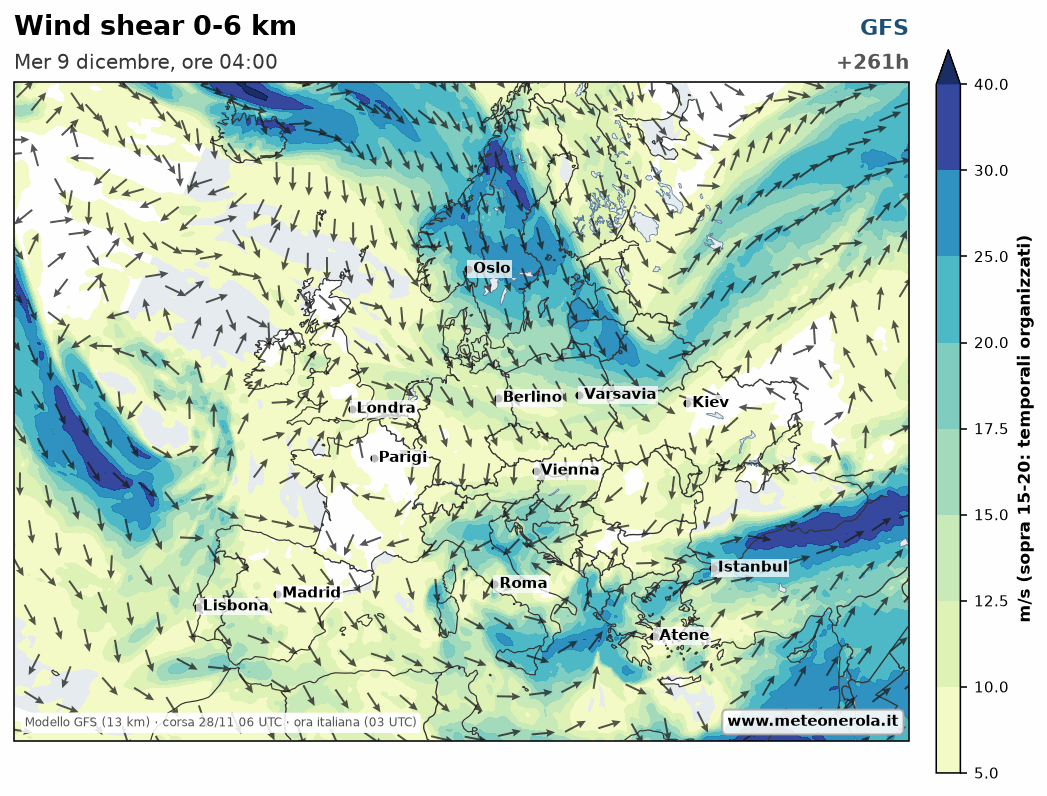 Wind shear 0-6 km
GFS
Mer 9 dicembre, ore 04:00
+261h
40.0
30.0
25.0
20.0
17.5
15.0
12.5
10.0
5.0
m/s (sopra 15-20: temporali organizzati)
Oslo
Berlino
Varsavia
Kiev
Londra
Parigi
Vienna
Istanbul
Roma
Madrid
Lisbona
Atene
Modello GFS (13 km) · corsa 28/11 06 UTC · ora italiana (03 UTC)
www.meteonerola.it